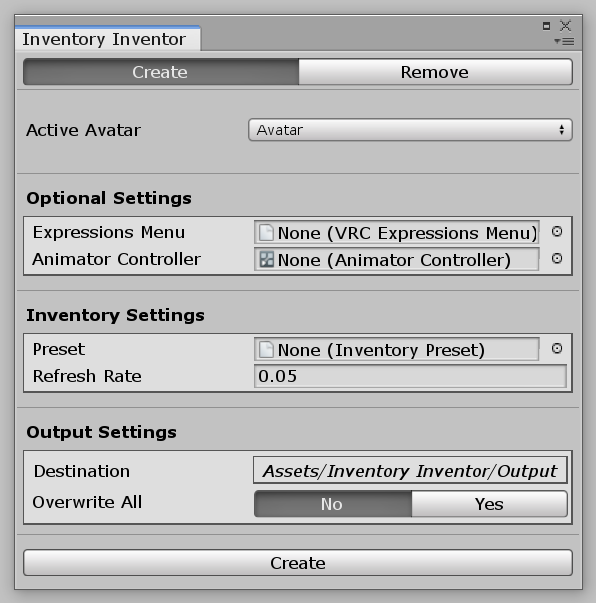 Inventory Inventor
Create Remove
Active Avatar Avatar
Optional Settings
Expressions Menu None (VRC Expressions Menu)
Animator Controller None (Animator Controller)
Inventory Settings
Preset None (Inventory Preset)
Refresh Rate 0.05
Output Settings
Destination Assets/Inventory Inventor/Output
Overwrite All No Yes
Create